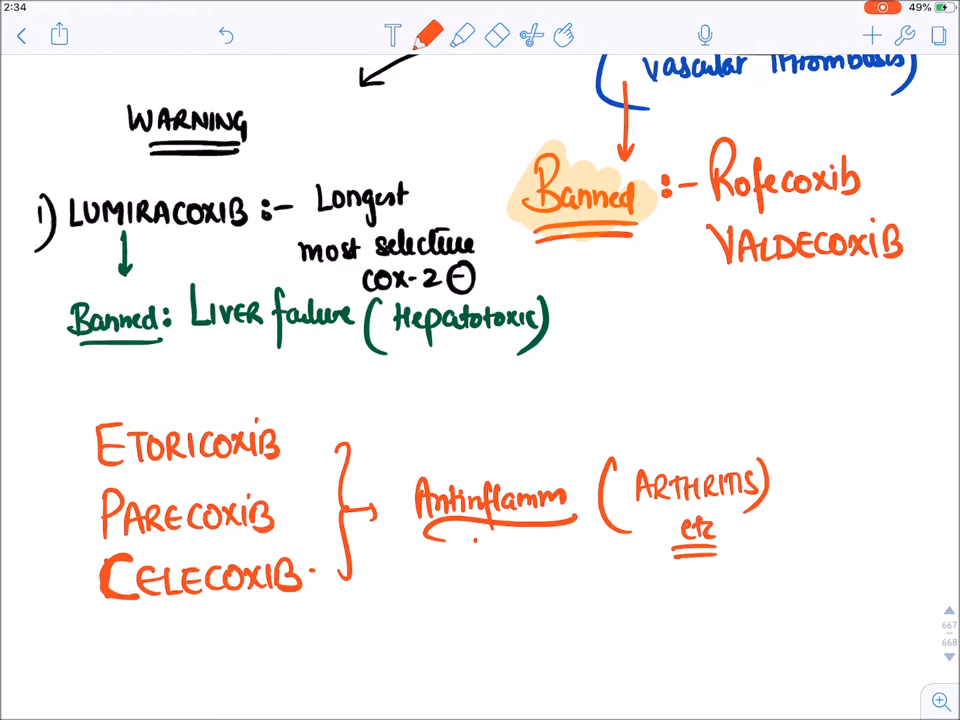 2:34
49%
T
(Vascular Thrombosis)
WARNING
Banned :- Rofecoxib
VALDECOXIB
i) LUMIRACOXIB :- Longest
most selective
COX-2 ⊖
Banned: LIVER failure (Hepatotoxic)
ETORICOXIB
PARECOXIB
CELECOXIB
Antinflamm (ARTHRITIS)
etc
667
668